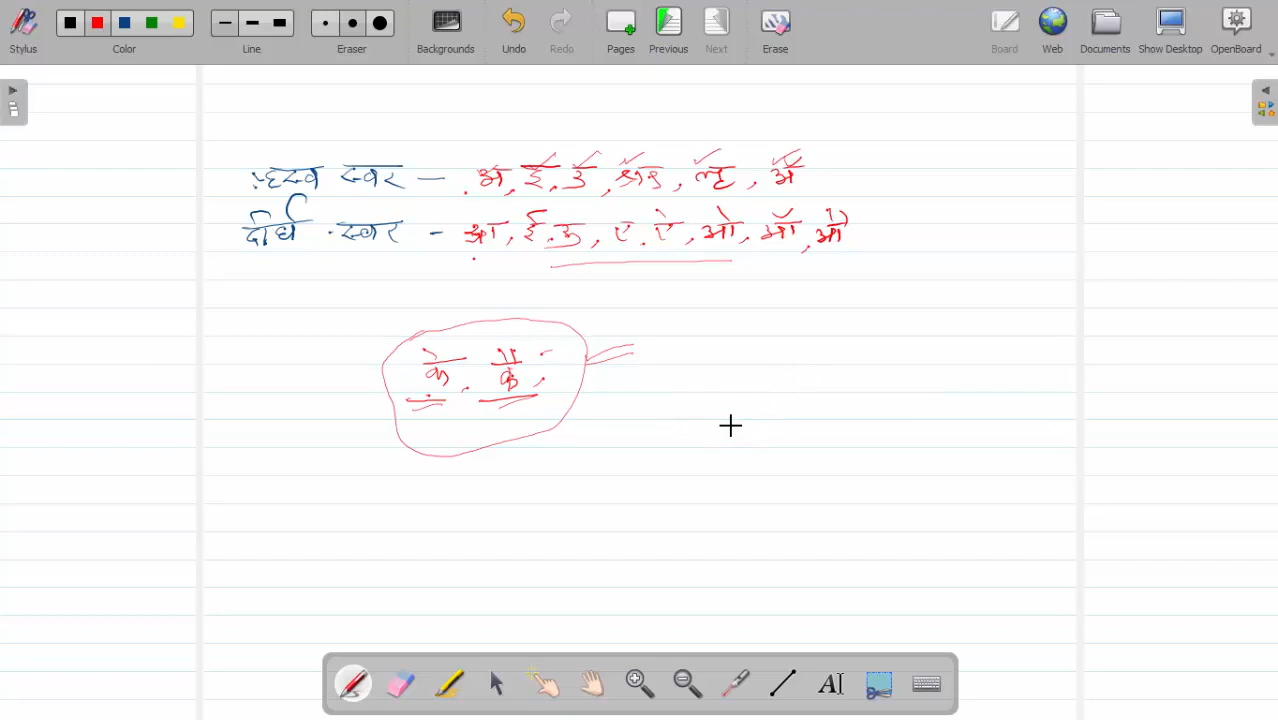 Stylus
Color
Line
Eraser
Backgrounds
Undo
Redo
Pages
Previous
Next
Erase
Board
Web
Documents
Show Desktop
OpenBoard
ह्रस्व स्वर – अ, इ, उ, ऋ, ऌ, ॲ
दीर्घ स्वर - आ, ई, ऊ, ए, ऐ, ओ, ऑ, औ